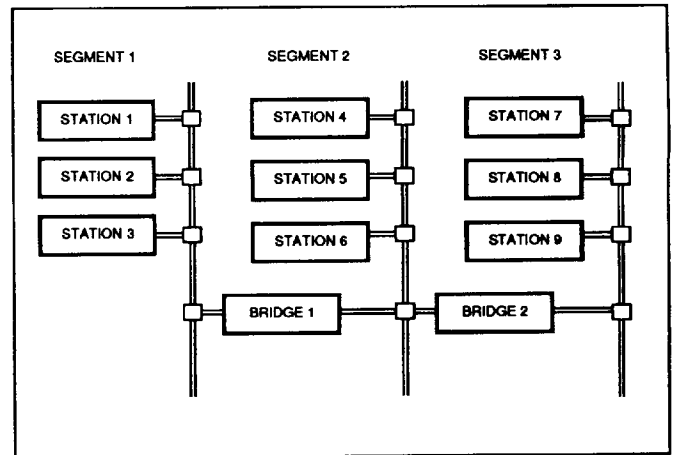 SEGMENT 1 SEGMENT 2 SEGMENT 3
STATION 1 STATION 4 STATION 7
STATION 2 STATION 5 STATION 8
STATION 3 STATION 6 STATION 9
BRIDGE 1 BRIDGE 2